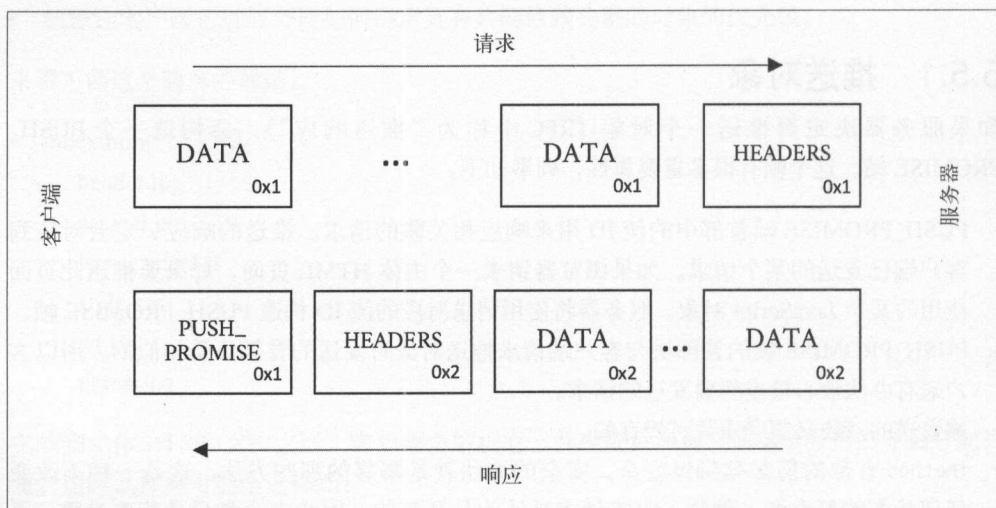 请求
DATA
0x1
...
DATA
0x1
HEADERS
0x1
客户端
服务器
PUSH_
PROMISE
0x1
HEADERS
0x2
DATA
0x2
...
DATA
0x2
响应